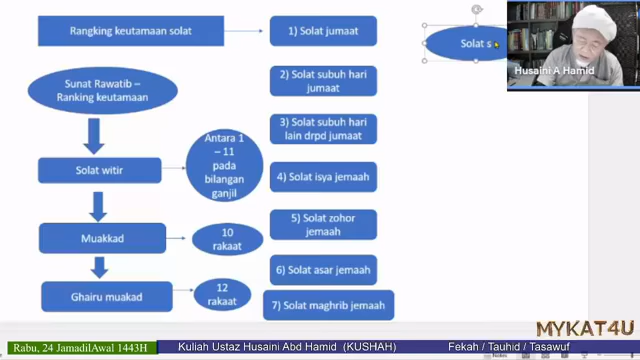 Rangking keutamaan solat
1) Solat jumaat
Solat s
Husaini A Hamid
Sunat Rawatib –
Ranking keutamaan
2) Solat subuh hari
jumaat
3) Solat subuh hari
lain drpd jumaat
Solat witir
Antara 1
– 11
pada
bilangan
ganjil
4) Solat isya jemaah
Muakkad
10
rakaat
5) Solat zohor
jemaah
6) Solat asar jemaah
Ghairu muakad
12
rakaat
7) Solat maghrib jemaah
MYKAT4U
Rabu, 24 JamadilAwal 1443H
Kuliah Ustaz Husaini Abd Hamid (KUSHAH)
Fekah / Tauhid / Tasawuf
Notes